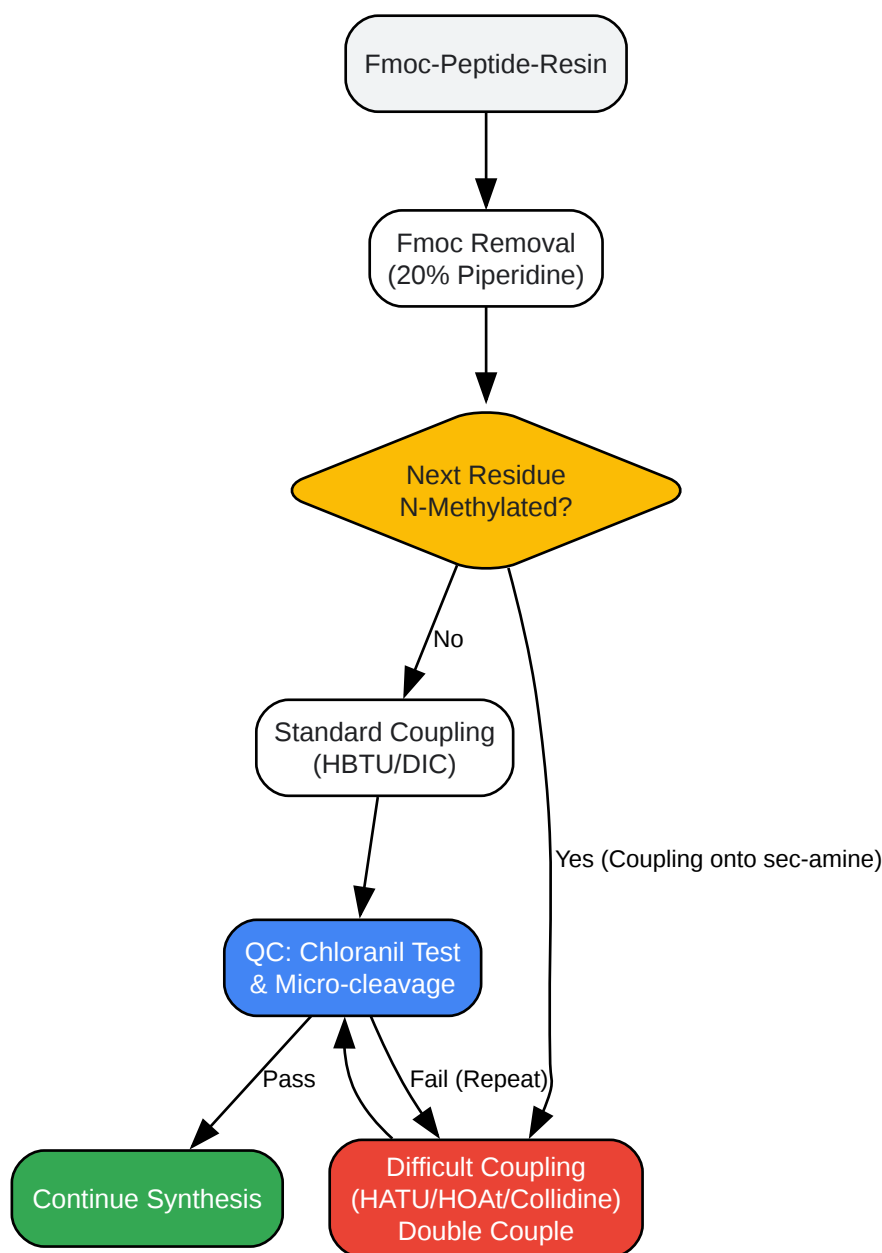 Fmoc-Peptide-Resin
Fmoc Removal
(20% Piperidine)
Next Residue
N-Methylated?
No
Standard Coupling
(HBTU/DIC)
Yes (Coupling onto sec-amine)
QC: Chloranil Test
& Micro-cleavage
Pass
Fail (Repeat)
Continue Synthesis
Difficult Coupling
(HATU/HOAt/Collidine)
Double Couple